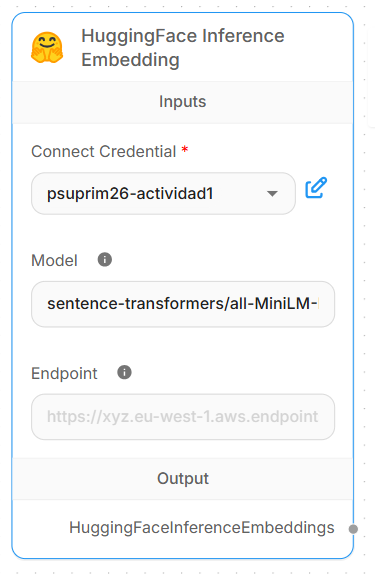 HuggingFace Inference
Embedding
Inputs
Connect Credential *
psuprim26-actividad1
Model
sentence-transformers/all-MiniLM-
Endpoint
https://xyz.eu-west-1.aws.endpoint
Output
HuggingFaceInferenceEmbeddings